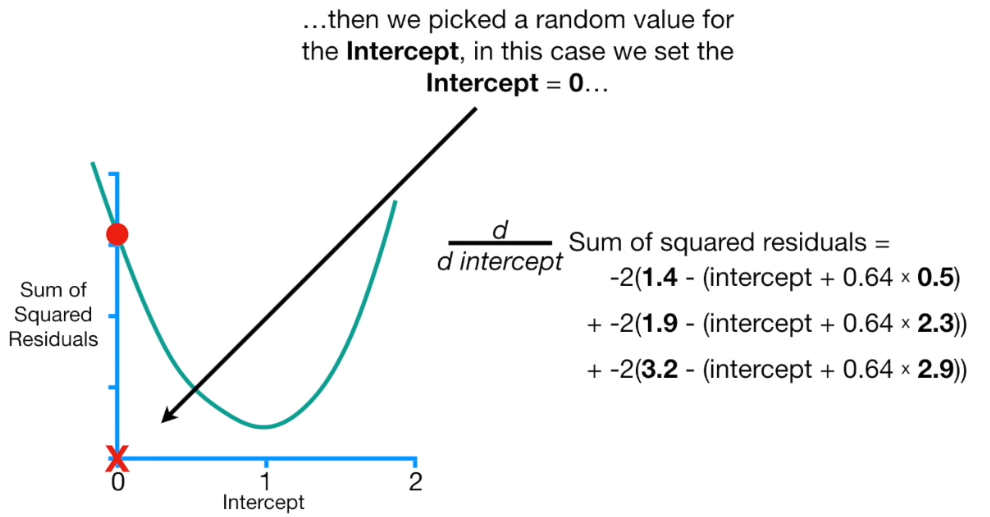 …then we picked a random value for
the Intercept, in this case we set the
Intercept = 0…
d
d intercept
Sum of squared residuals =
-2(1.4 - (intercept + 0.64 × 0.5)
+ -2(1.9 - (intercept + 0.64 × 2.3))
+ -2(3.2 - (intercept + 0.64 × 2.9))
Sum of
Squared
Residuals
X
0 1 2
Intercept